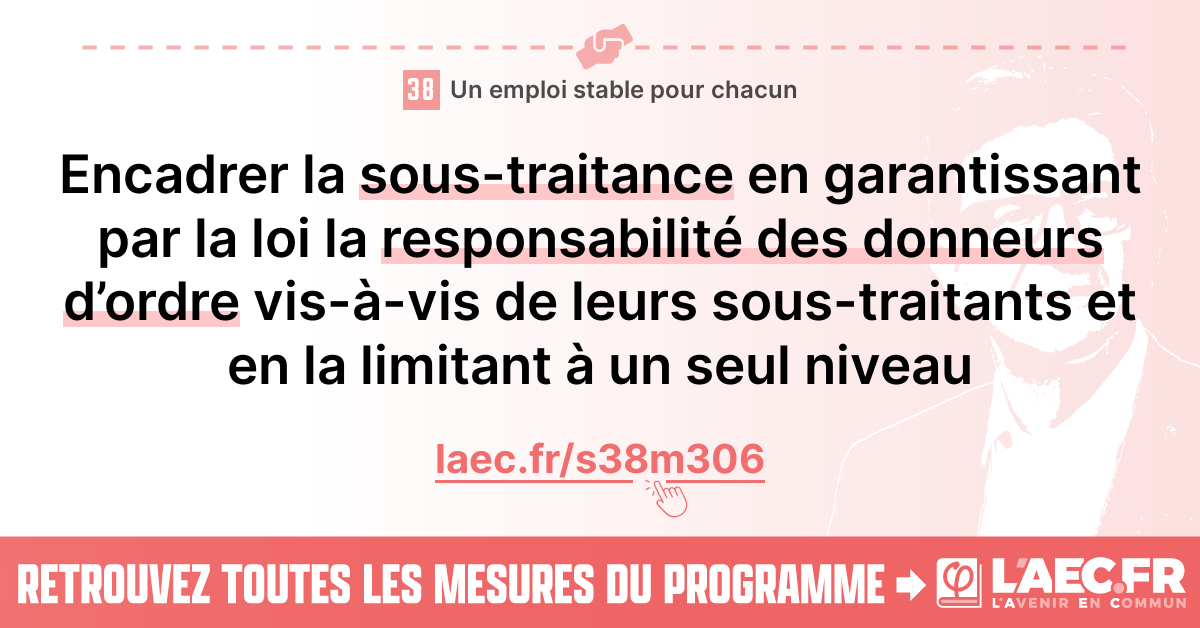 38 Un emploi stable pour chacun
Encadrer la sous-traitance en garantissant
par la loi la responsabilité des donneurs
d’ordre vis-à-vis de leurs sous-traitants et
en la limitant à un seul niveau
laec.fr/s38m306
RETROUVEZ TOUTES LES MESURES DU PROGRAMME
φ L'AEC.FR
L'AVENIR EN COMMUN